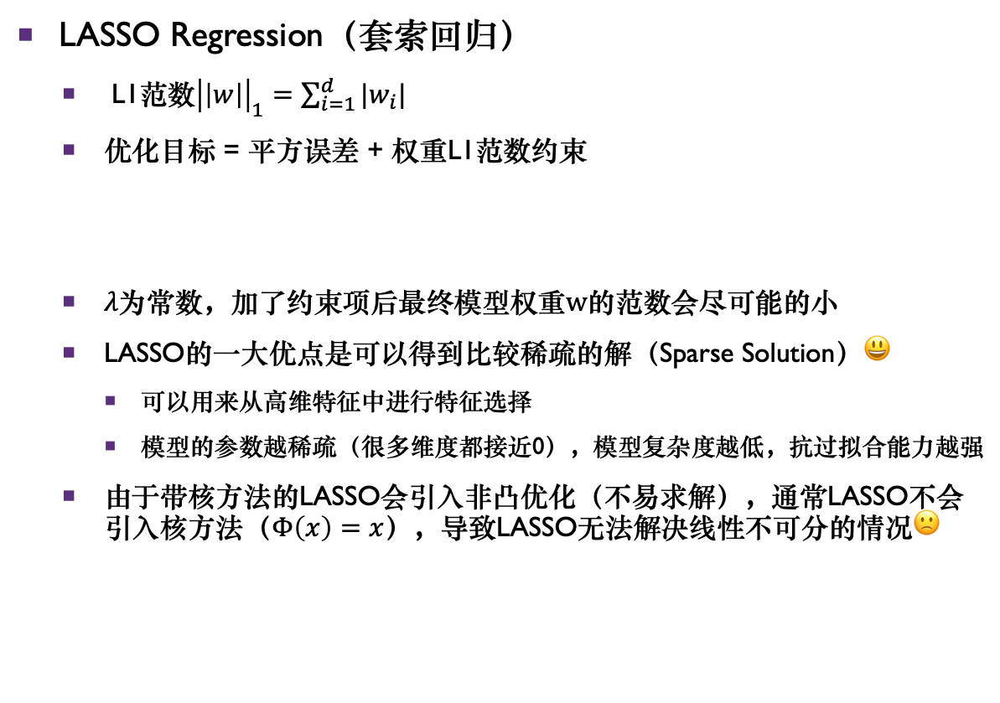 LASSO Regression（套索回归）
L1范数||w||₁ = ∑ᵢ₌₁ᵈ |wᵢ|
优化目标 = 平方误差 + 权重L1范数约束
λ为常数，加了约束项后最终模型权重w的范数会尽可能的小
LASSO的一大优点是可以得到比较稀疏的解（Sparse Solution）😃
可以用来从高维特征中进行特征选择
模型的参数越稀疏（很多维度都接近0），模型复杂度越低，抗过拟合能力越强
由于带核方法的LASSO会引入非凸优化（不易求解），通常LASSO不会
引入核方法（Φ(x) = x），导致LASSO无法解决线性不可分的情况🙁